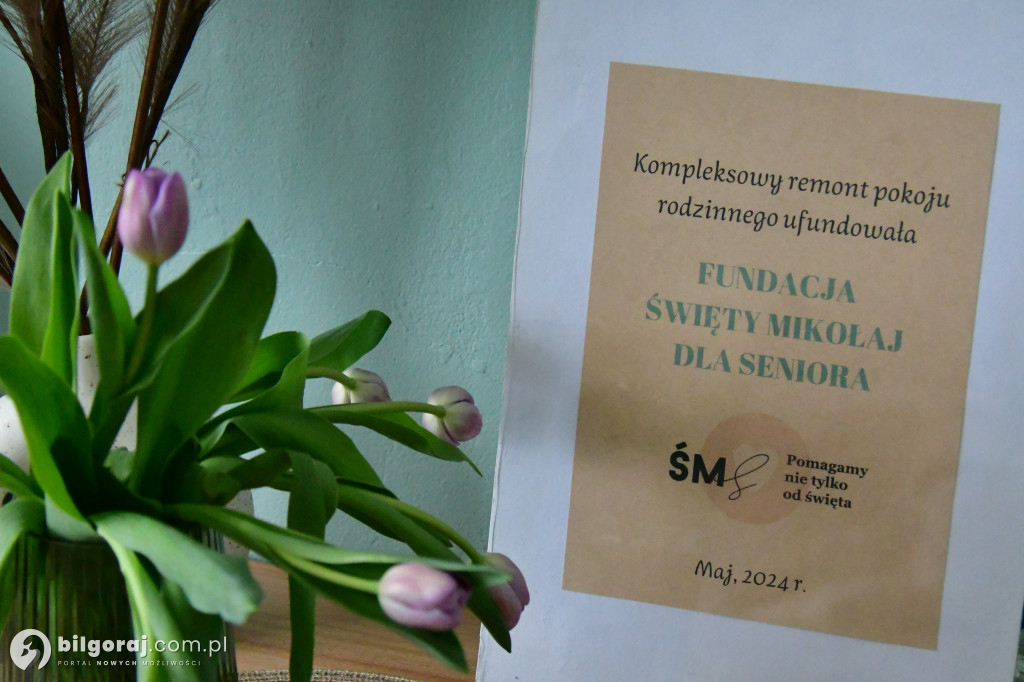 Kompleksowy remont pokoju
rodzinnego ufundowała
FUNDACJA
ŚWIĘTY MIKOŁAJ
DLA SENIORA
ŚMS
Pomagamy
nie tylko
od święta
Maj, 2024 r.
bilgoraj.com.pl
PORTAL NOWYCH MOŻLIWOŚCI